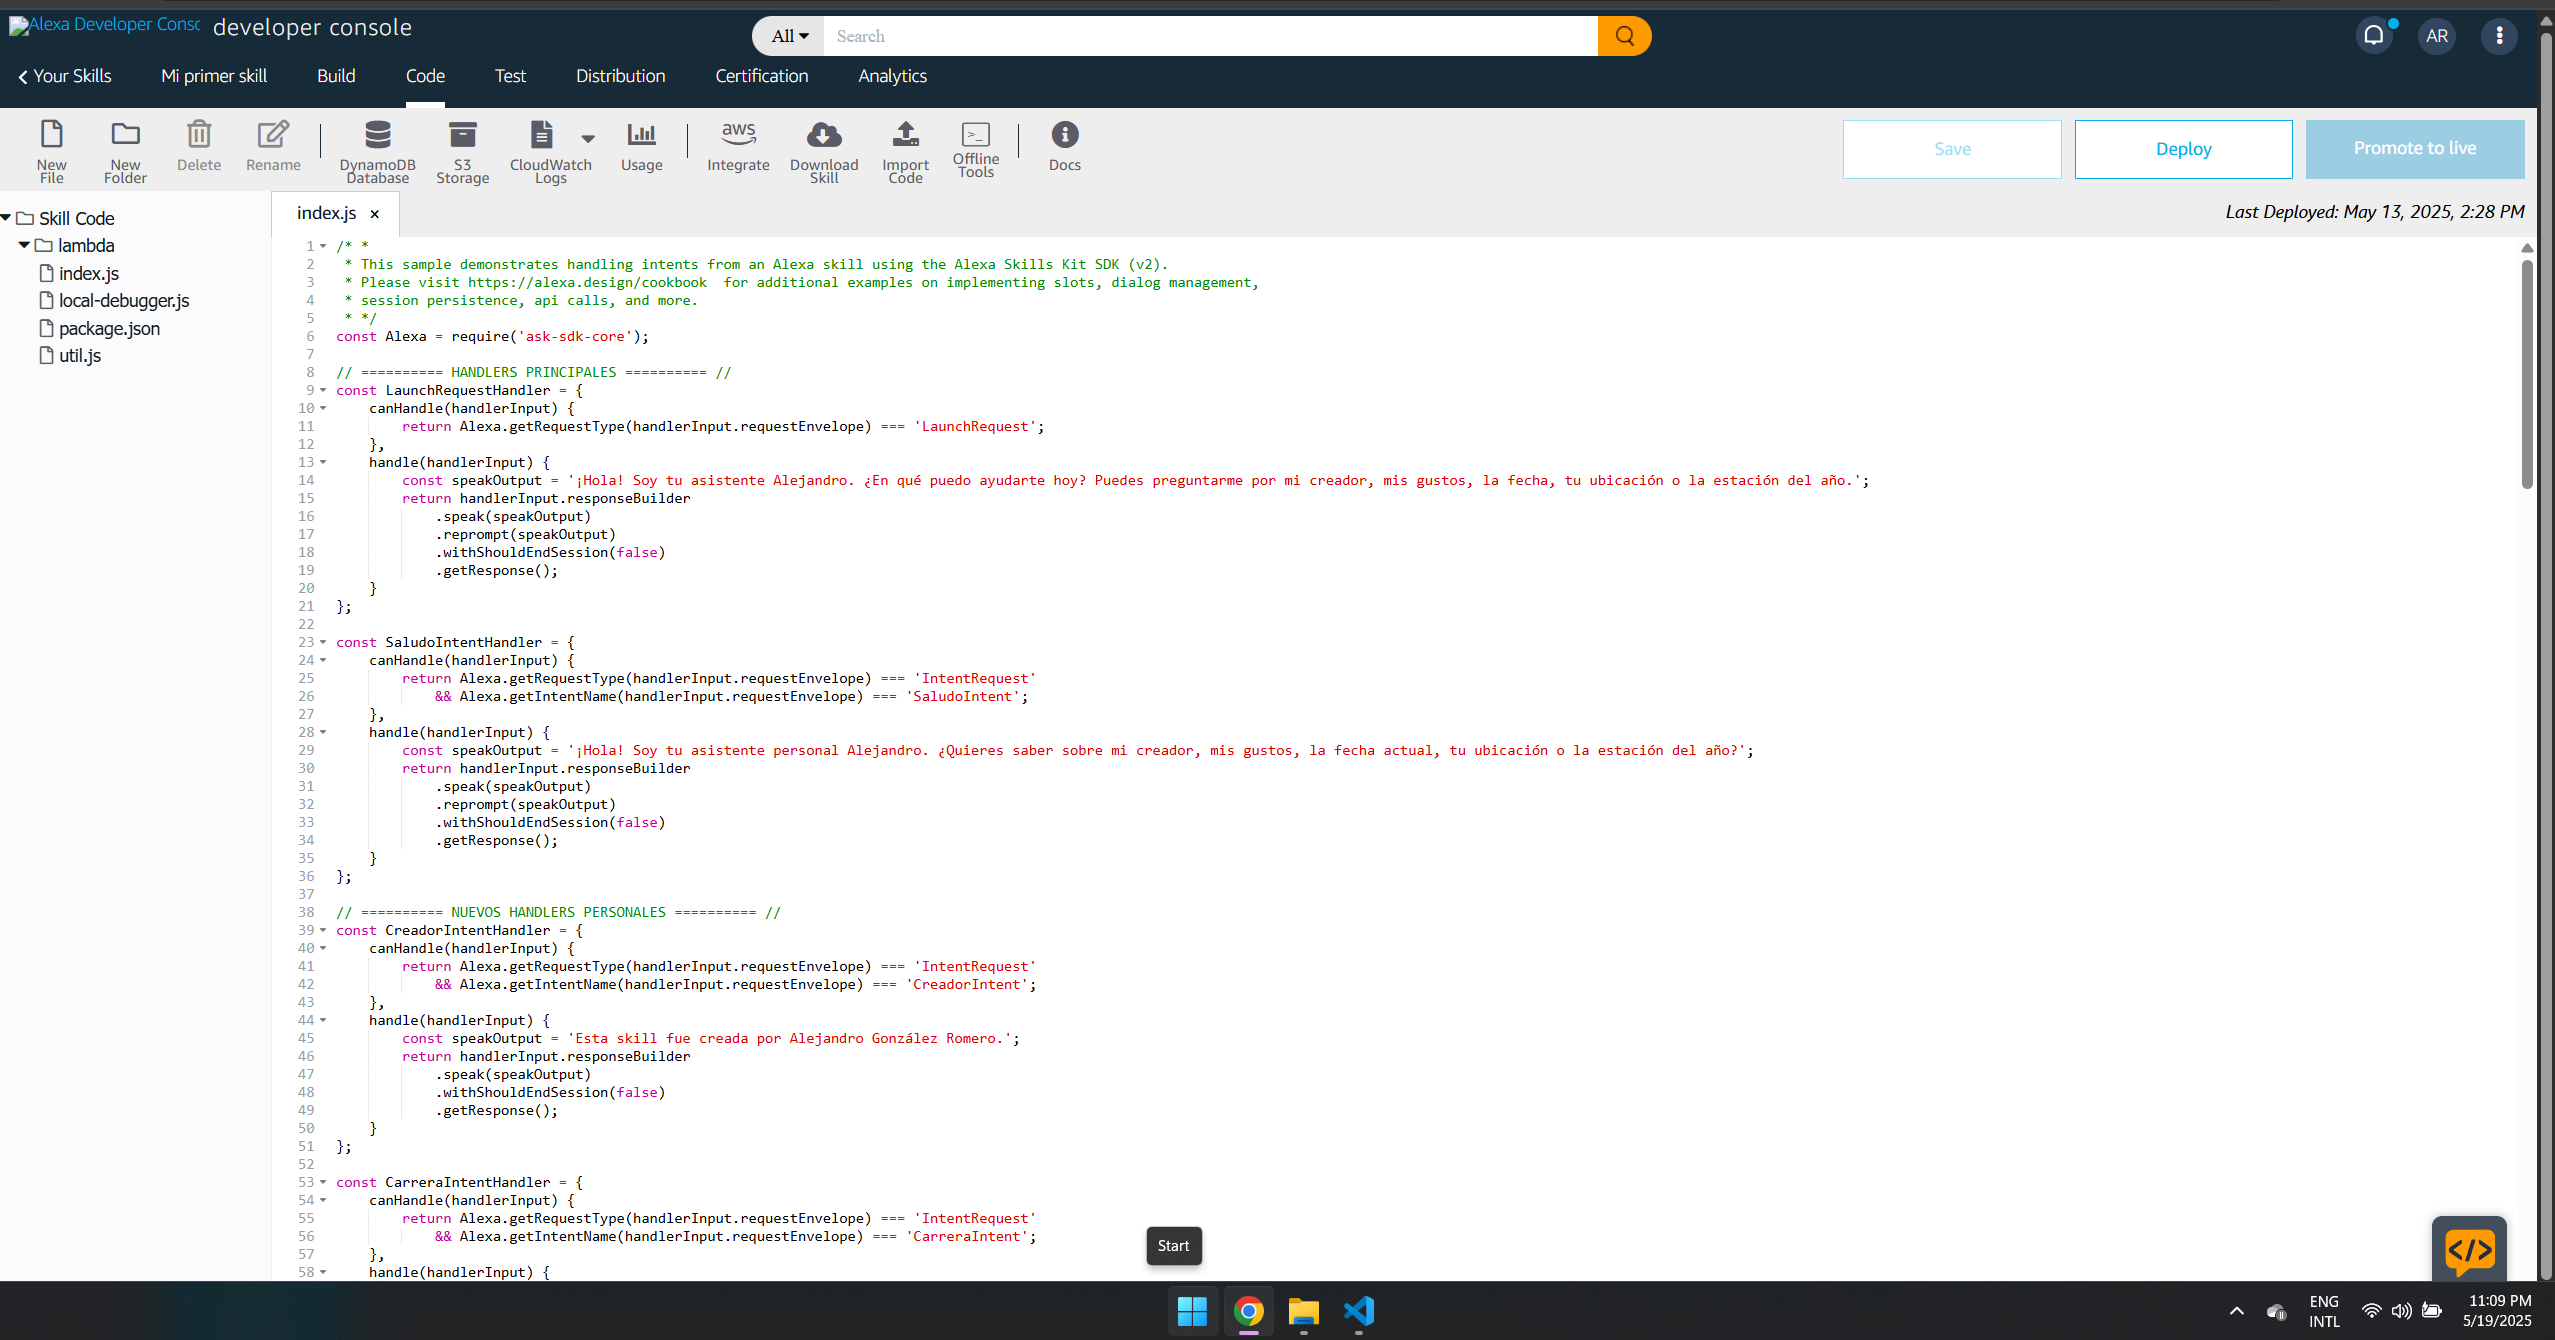 Alexa Developer Conso developer console
All Search AR
Your Skills Mi primer skill Build Code Test Distribution Certification Analytics
New File New Folder Delete Rename DynamoDB Database S3 Storage CloudWatch Logs Usage aws Integrate Download Skill Import Code Offline Tools Docs Save Deploy Promote to live
index.js × Last Deployed: May 13, 2025, 2:28 PM
Skill Code
lambda
index.js
local-debugger.js
package.json
util.js
1 /* *
2 * This sample demonstrates handling intents from an Alexa skill using the Alexa Skills Kit SDK (v2).
3 * Please visit https://alexa.design/cookbook  for additional examples on implementing slots, dialog management,
4 * session persistence, api calls, and more.
5 * */
6 const Alexa = require('ask-sdk-core');
7
8 // ========== HANDLERS PRINCIPALES ========== //
9 const LaunchRequestHandler = {
10 canHandle(handlerInput) {
11 return Alexa.getRequestType(handlerInput.requestEnvelope) === 'LaunchRequest';
12 },
13 handle(handlerInput) {
14 const speakOutput = '¡Hola! Soy tu asistente Alejandro. ¿En qué puedo ayudarte hoy? Puedes preguntarme por mi creador, mis gustos, la fecha, tu ubicación o la estación del año.';
15 return handlerInput.responseBuilder
16 .speak(speakOutput)
17 .reprompt(speakOutput)
18 .withShouldEndSession(false)
19 .getResponse();
20 }
21 };
22
23 const SaludoIntentHandler = {
24 canHandle(handlerInput) {
25 return Alexa.getRequestType(handlerInput.requestEnvelope) === 'IntentRequest'
26 && Alexa.getIntentName(handlerInput.requestEnvelope) === 'SaludoIntent';
27 },
28 handle(handlerInput) {
29 const speakOutput = '¡Hola! Soy tu asistente personal Alejandro. ¿Quieres saber sobre mi creador, mis gustos, la fecha actual, tu ubicación o la estación del año?';
30 return handlerInput.responseBuilder
31 .speak(speakOutput)
32 .reprompt(speakOutput)
33 .withShouldEndSession(false)
34 .getResponse();
35 }
36 };
37
38 // ========== NUEVOS HANDLERS PERSONALES ========== //
39 const CreadorIntentHandler = {
40 canHandle(handlerInput) {
41 return Alexa.getRequestType(handlerInput.requestEnvelope) === 'IntentRequest'
42 && Alexa.getIntentName(handlerInput.requestEnvelope) === 'CreadorIntent';
43 },
44 handle(handlerInput) {
45 const speakOutput = 'Esta skill fue creada por Alejandro González Romero.';
46 return handlerInput.responseBuilder
47 .speak(speakOutput)
48 .withShouldEndSession(false)
49 .getResponse();
50 }
51 };
52
53 const CarreraIntentHandler = {
54 canHandle(handlerInput) {
55 return Alexa.getRequestType(handlerInput.requestEnvelope) === 'IntentRequest'
56 && Alexa.getIntentName(handlerInput.requestEnvelope) === 'CarreraIntent';
57 },
58 handle(handlerInput) {
Start
ENG INTL
11:09 PM
5/19/2025